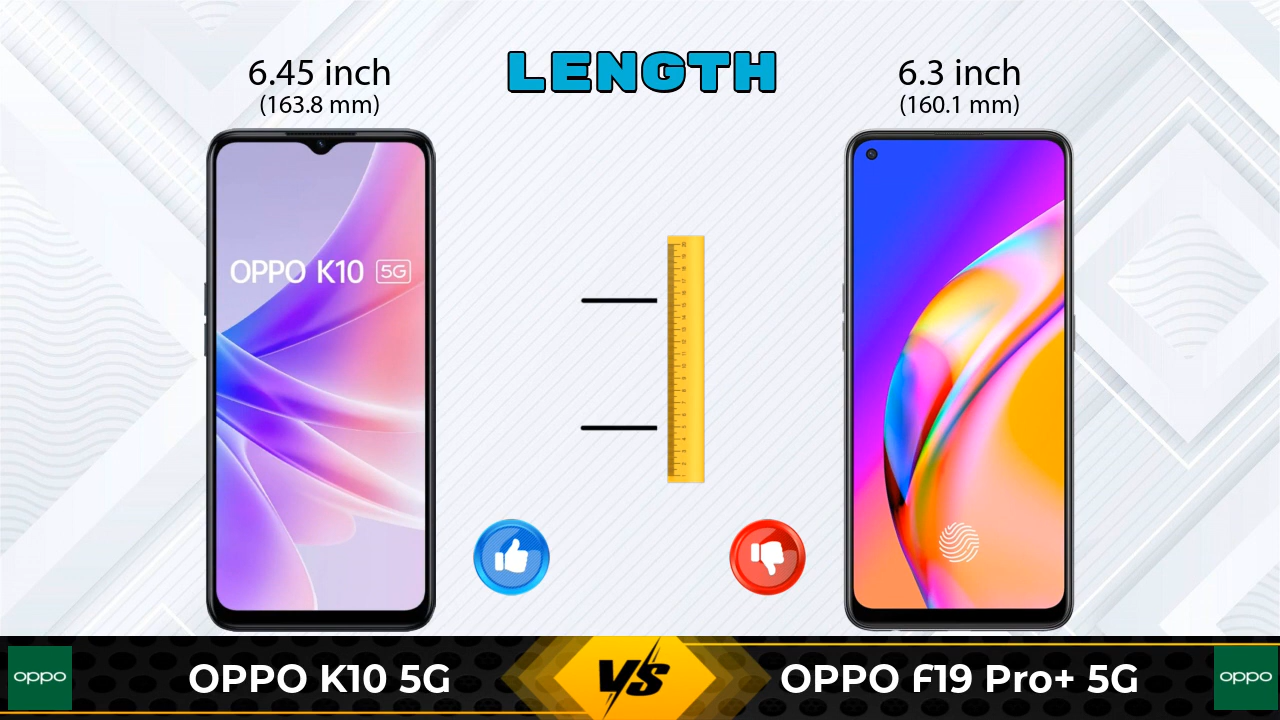 LENGTH
6.45 inch
(163.8 mm)
6.3 inch
(160.1 mm)
OPPO K10 5G
oppo
OPPO K10 5G
VS
OPPO F19 Pro+ 5G
oppo